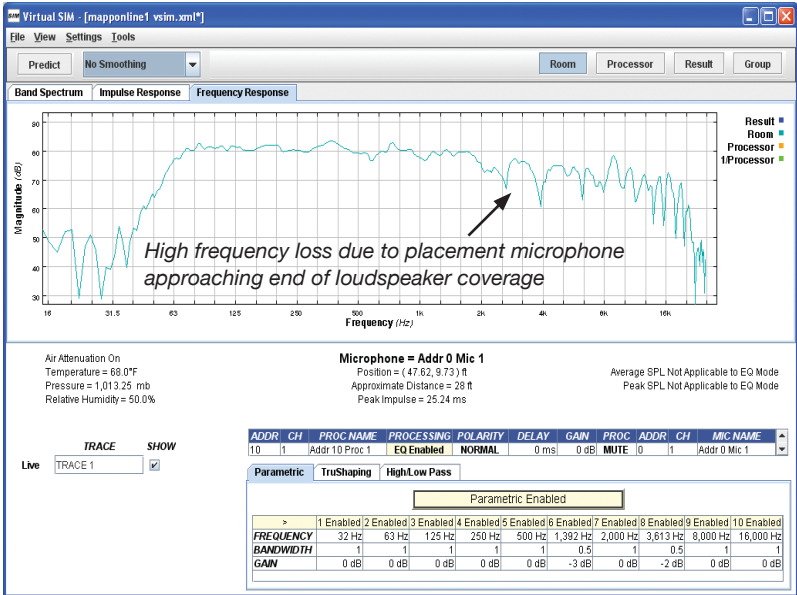 SIM Virtual SIM - [mapponline1 vsim.xml*]
File View Settings Tools
Predict No Smoothing Room Processor Result Group
Band Spectrum Impulse Response Frequency Response
Result
Room
Processor
1/Processor
Magnitude (dB)
90
80
70
60
50
40
30
High frequency loss due to placement microphone
approaching end of loudspeaker coverage
16 31.5 63 125 250 500 1k 2k 4k 8k 16k
Frequency (Hz)
Air Attenuation On
Temperature = 68.0°F
Pressure = 1,013.25 mb
Relative Humidity = 50.0%
Microphone = Addr 0 Mic 1
Position = ( 47.62, 9.73 ) ft
Approximate Distance = 28 ft
Peak Impulse = 25.24 ms
Average SPL Not Applicable to EQ Mode
Peak SPL Not Applicable to EQ Mode
TRACE SHOW
Live TRACE 1
ADDR CH PROC NAME PROCESSING POLARITY DELAY GAIN PROC ADDR CH MIC NAME
10 1 Addr 10 Proc 1 EQ Enabled NORMAL 0 ms 0 dB MUTE 0 1 Addr 0 Mic 1
Parametric TruShaping High/Low Pass
Parametric Enabled
> 1 Enabled 2 Enabled 3 Enabled 4 Enabled 5 Enabled 6 Enabled 7 Enabled 8 Enabled 9 Enabled 10 Enabled
FREQUENCY 32 Hz 63 Hz 125 Hz 250 Hz 500 Hz 1,392 Hz 2,000 Hz 3,613 Hz 8,000 Hz 16,000 Hz
BANDWIDTH 1 1 1 1 1 0.5 1 0.5 1 1
GAIN 0 dB 0 dB 0 dB 0 dB 0 dB -3 dB 0 dB -2 dB 0 dB 0 dB